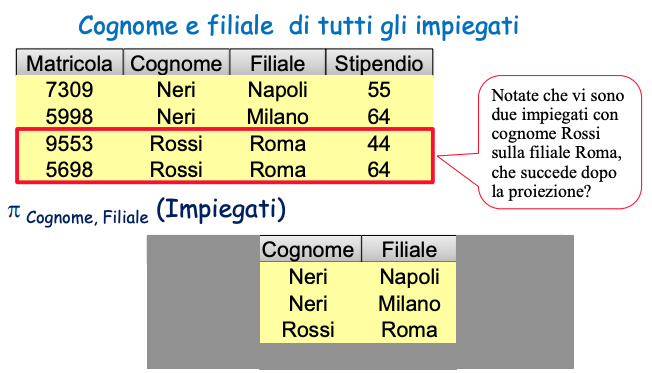 Cognome e filiale di tutti gli impiegati
Matricola Cognome Filiale Stipendio
7309 Neri Napoli 55
5998 Neri Milano 64
9553 Rossi Roma 44
5698 Rossi Roma 64
Notate che vi sono
due impiegati con
cognome Rossi
sulla filiale Roma,
che succede dopo
la proiezione?
π Cognome, Filiale (Impiegati)
Cognome Filiale
Neri Napoli
Neri Milano
Rossi Roma